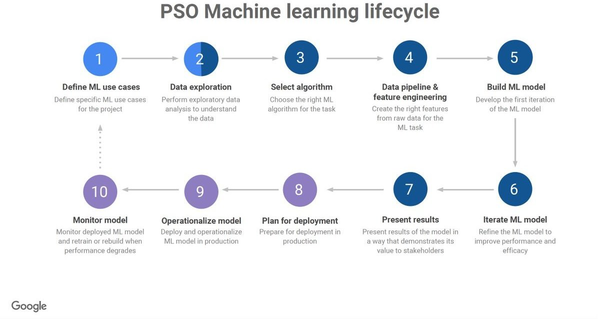 PSO Machine learning lifecycle
1
2
3
4
5
Define ML use cases
Define specific ML use cases
for the project
Data exploration
Perform exploratory data
analysis to understand
the data
Select algorithm
Choose the right ML
algorithm for the task
Data pipeline &
feature engineering
Create the right features
from raw data for the
ML task
Build ML model
Develop the first iteration
of the ML model
10
9
8
7
6
Monitor model
Monitor deployed ML model
and retrain or rebuild when
performance degrades
Operationalize model
Deploy and operationalize
ML model in production
Plan for deployment
Prepare for deployment in
production
Present results
Present results of the model in
a way that demonstrates its
value to stakeholders
Iterate ML model
Refine the ML model to
improve performance and
efficacy
Google